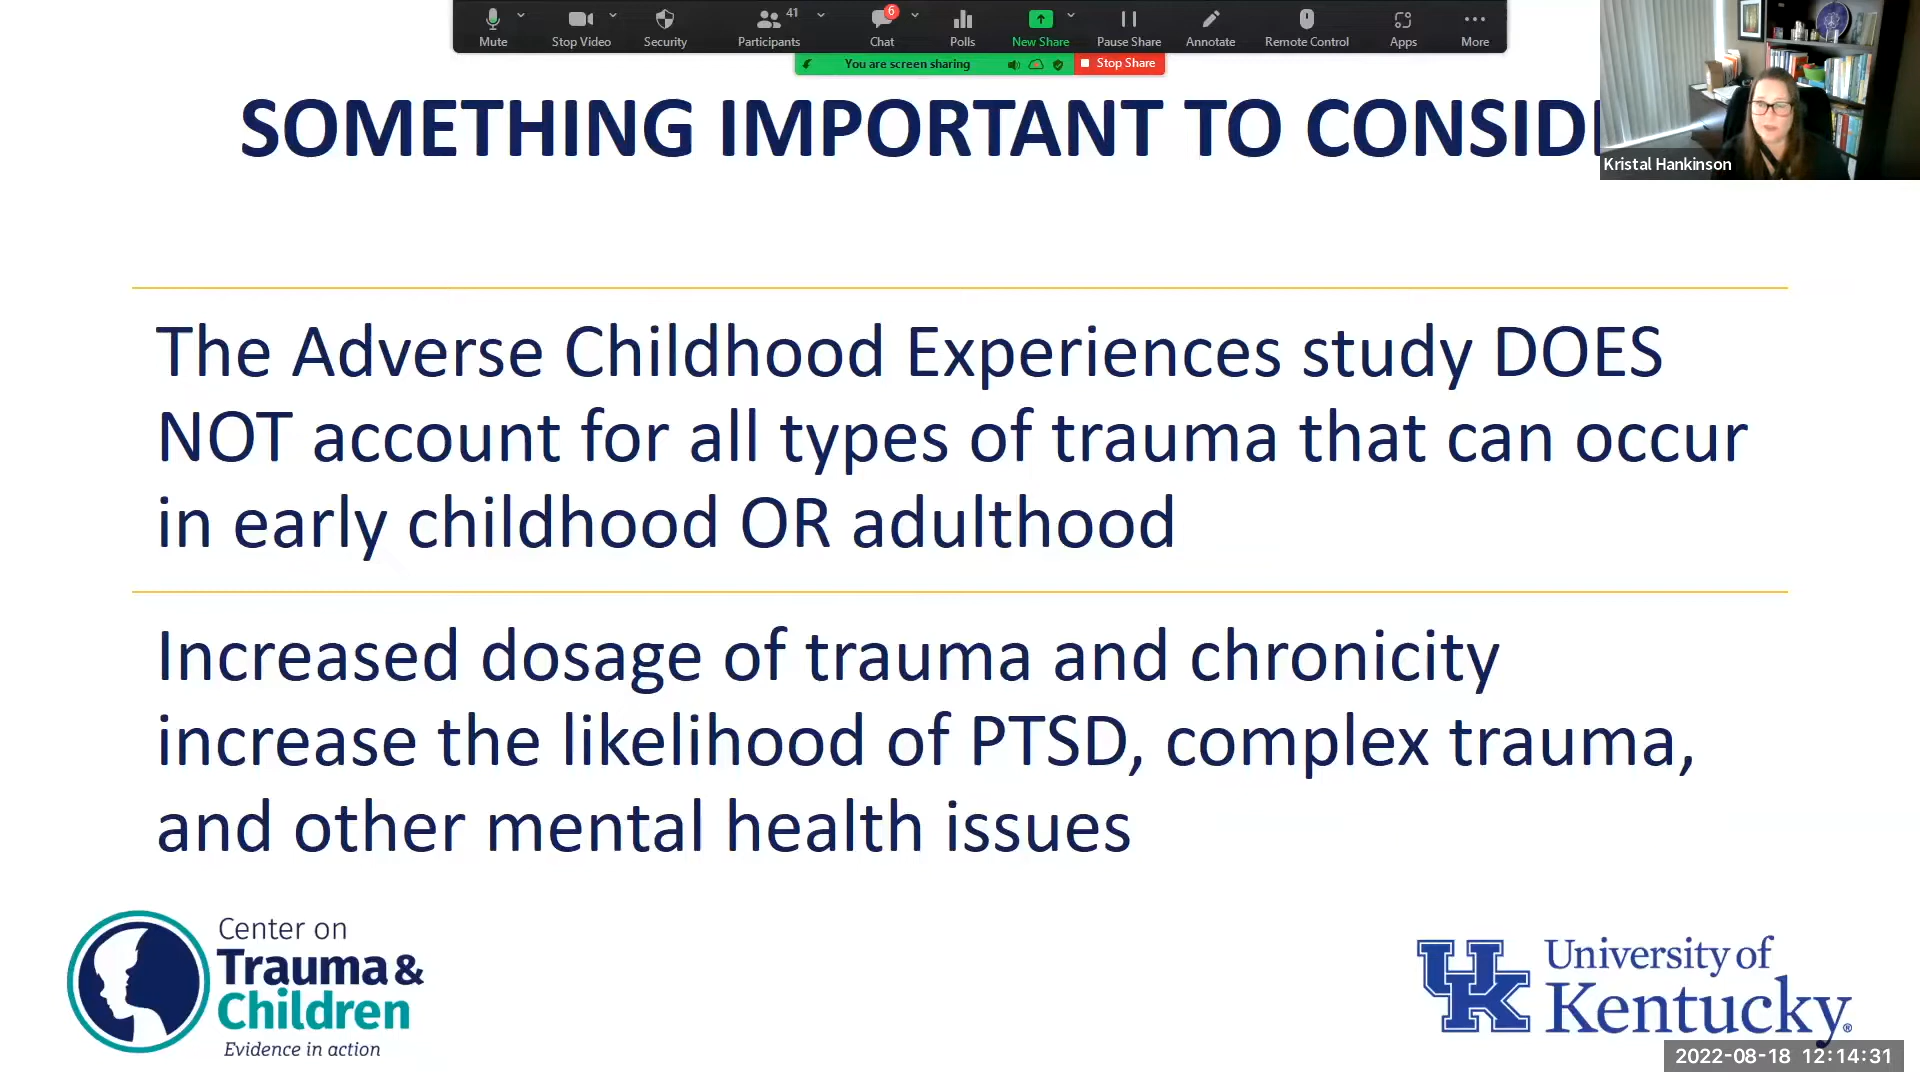 41
6
Mute
Stop Video
Security
Participants
Chat
Polls
New Share
Pause Share
Annotate
Remote Control
Apps
More
You are screen sharing
Stop Share
SOMETHING IMPORTANT TO CONSID
Kristal Hankinson
The Adverse Childhood Experiences study DOES
NOT account for all types of trauma that can occur
in early childhood OR adulthood
Increased dosage of trauma and chronicity
increase the likelihood of PTSD, complex trauma,
and other mental health issues
Center on
Trauma &
Children
Evidence in action
UK
University of
Kentucky®
2022-08-18 12:14:31